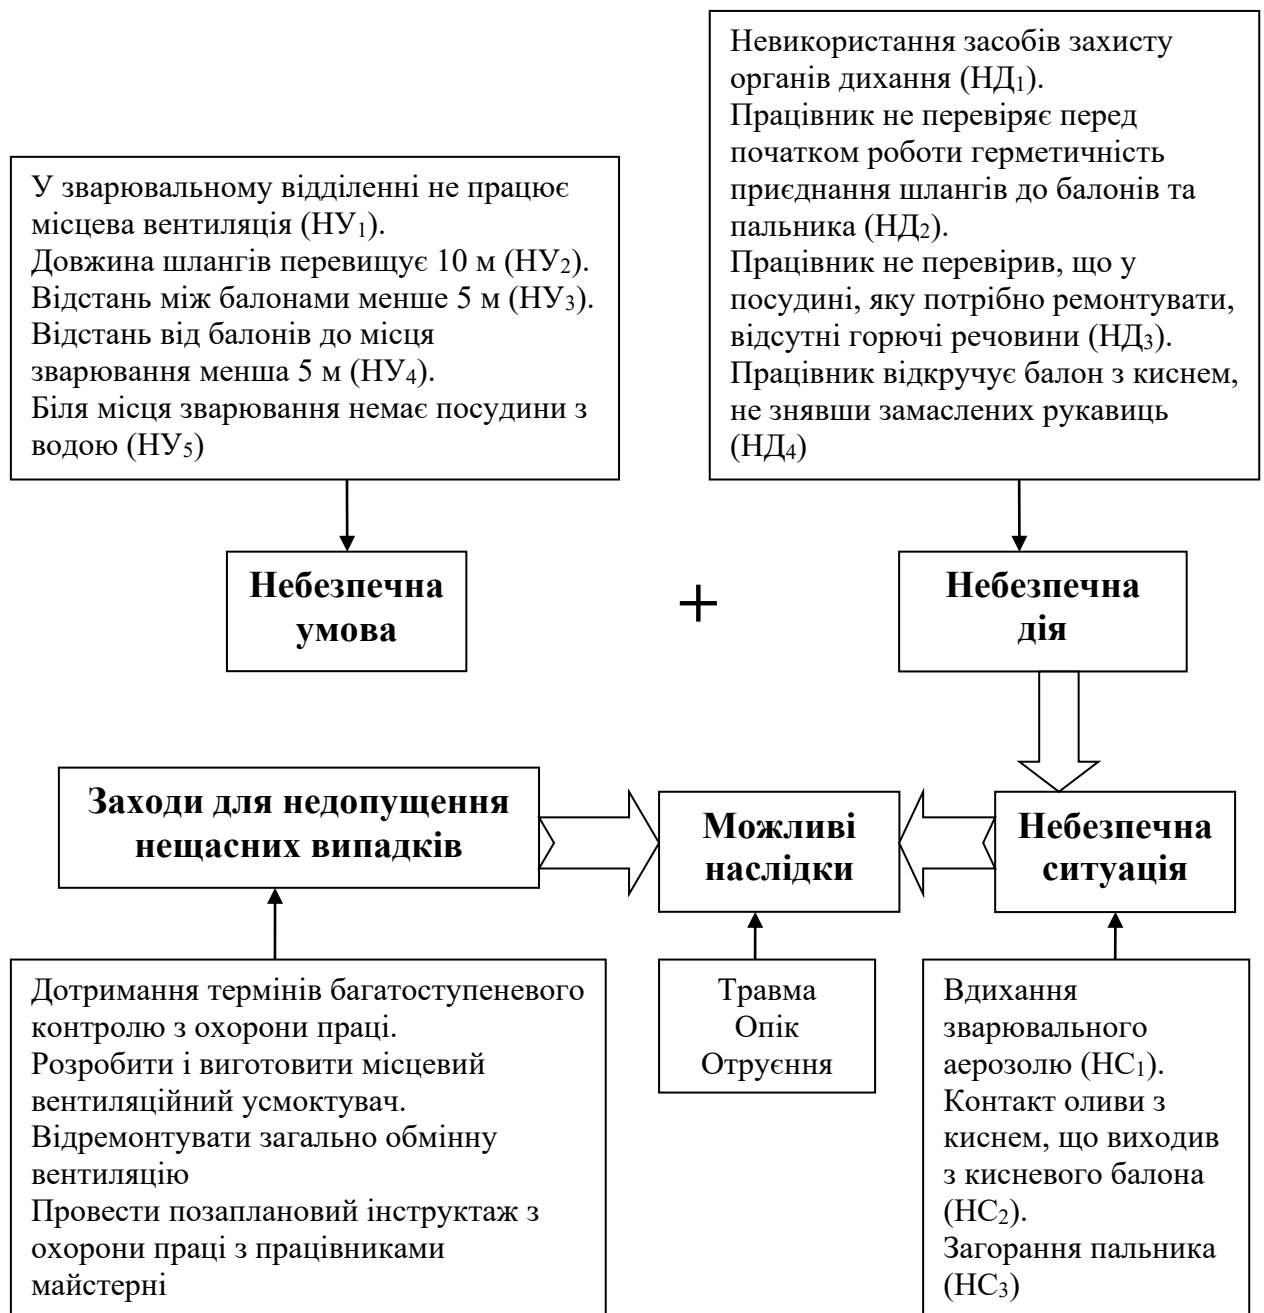 Невикористання засобів захисту
органів дихання (НД₁).
Працівник не перевіряє перед
початком роботи герметичність
приєднання шлангів до балонів та
пальника (НД₂).
Працівник не перевірив, що у
посудині, яку потрібно ремонтувати,
відсутні горючі речовини (НД₃).
Працівник відкручує балон з киснем,
не знявши замаслених рукавиць
(НД₄)
У зварювальному відділенні не працює
місцева вентиляція (НУ₁).
Довжина шлангів перевищує 10 м (НУ₂).
Відстань між балонами менше 5 м (НУ₃).
Відстань від балонів до місця
зварювання менша 5 м (НУ₄).
Біля місця зварювання немає посудини з
водою (НУ₅)
Небезпечна
умова
+
Небезпечна
дія
Заходи для недопущення
нещасних випадків
Можливі
наслідки
Небезпечна
ситуація
Дотримання термінів багатоступеневого
контролю з охорони праці.
Розробити і виготовити місцевий
вентиляційний усмоктувач.
Відремонтувати загально обмінну
вентиляцію
Провести позаплановий інструктаж з
охорони праці з працівниками
майстерні
Травма
Опік
Отруєння
Вдихання
зварювального
аерозолю (НС₁).
Контакт оливи з
киснем, що виходив
з кисневого балона
(НС₂).
Загорання пальника
(НС₃)